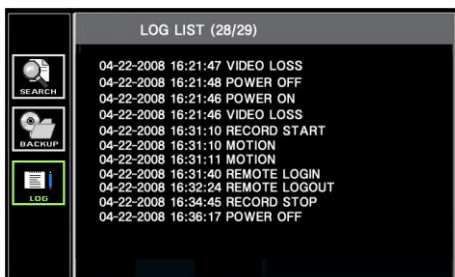 LOG LIST (28/29)
SEARCH
BACKUP
LOG
04-22-2008 16:21:47 VIDEO LOSS
04-22-2008 16:21:48 POWER OFF
04-22-2008 16:21:46 POWER ON
04-22-2008 16:21:46 VIDEO LOSS
04-22-2008 16:31:10 RECORD START
04-22-2008 16:31:10 MOTION
04-22-2008 16:31:11 MOTION
04-22-2008 16:31:40 REMOTE LOGIN
04-22-2008 16:32:24 REMOTE LOGOUT
04-22-2008 16:34:45 RECORD STOP
04-22-2008 16:36:17 POWER OFF